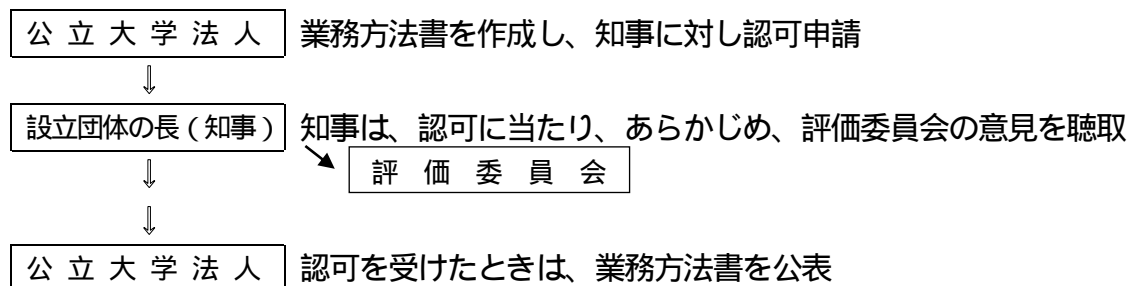 公立大学法人 業務方法書を作成し、知事に対し認可申請
⇓
設立団体の長(知事) 知事は、認可に当たり、あらかじめ、評価委員会の意見を聴取
⇓ 評価委員会
⇓
公立大学法人 認可を受けたときは、業務方法書を公表